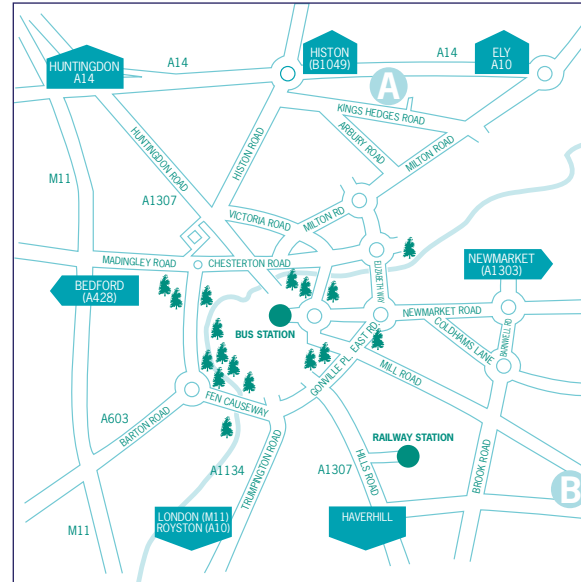 HUNTINGDON
A14
A14
HISTON
(B1049)
A14
ELY
A10
A
KINGS HEDGES ROAD
HUNTINGDON ROAD
HISTON ROAD
ARBURY ROAD
MILTON ROAD
M11
A1307
VICTORIA ROAD
MILTON RD
MADINGLEY ROAD
CHESTERTON ROAD
ELIZABETH WAY
NEWMARKET
(A1303)
BEDFORD
(A428)
BUS STATION
NEWMARKET ROAD
EAST RD
COLDHAMS LANE
BARNWELL RD
GONVILLE PL
MILL ROAD
FEN CAUSEWAY
A603
BARTON ROAD
A1134
TRUMPINGTON ROAD
A1307
HILLS ROAD
RAILWAY STATION
BROOK ROAD
B
M11
LONDON (M11)
ROYSTON (A10)
HAVERHILL